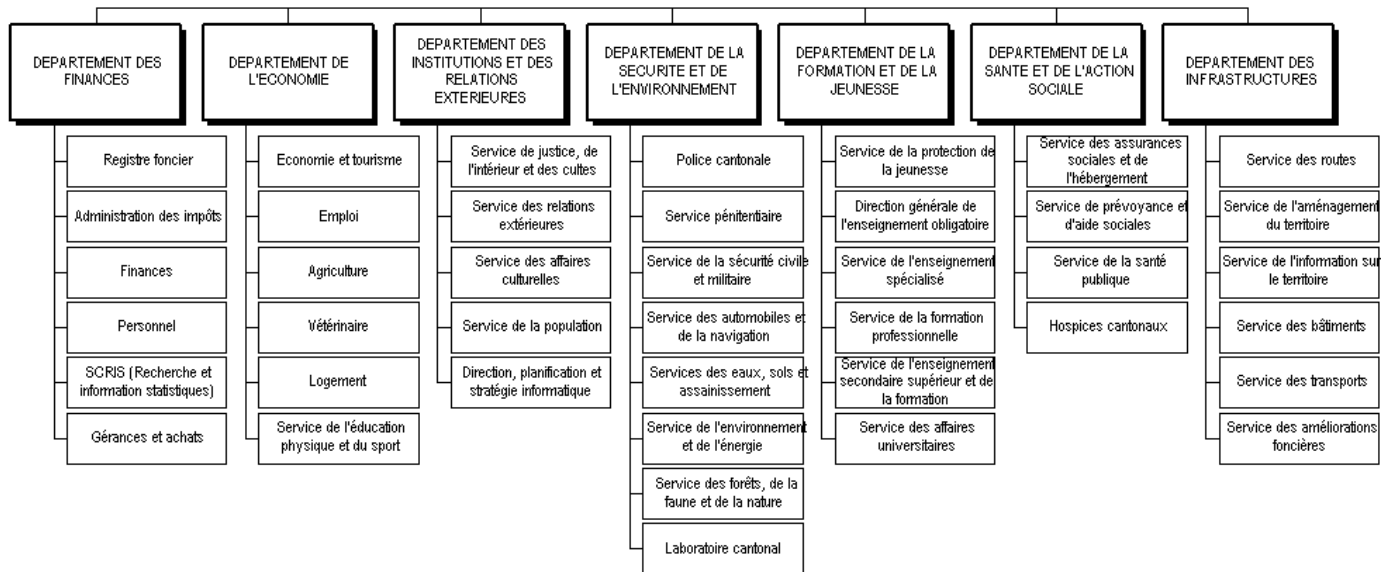 DEPARTEMENT DES
FINANCES
Registre foncier
Administration des impôts
Finances
Personnel
SCRIS (Recherche et
information statistiques)
Gérances et achats
DEPARTEMENT DE
L'ECONOMIE
Economie et tourisme
Emploi
Agriculture
Vétérinaire
Logement
Service de l'éducation
physique et du sport
DEPARTEMENT DES
INSTITUTIONS ET DES
RELATIONS
EXTERIEURES
Service de justice, de
l'intérieur et des cultes
Service des relations
extérieures
Service des affaires
culturelles
Service de la population
Direction, planification et
stratégie informatique
DEPARTEMENT DE LA
SECURITE ET DE
L'ENVIRONNEMENT
Police cantonale
Service pénitentiaire
Service de la sécurité civile
et militaire
Service des automobiles et
de la navigation
Services des eaux, sols et
assainissement
Service de l'environnement
et de l'énergie
Service des forêts, de la
faune et de la nature
Laboratoire cantonal
DEPARTEMENT DE LA
FORMATION ET DE LA
JEUNESSE
Service de la protection de
la jeunesse
Direction générale de
l'enseignement obligatoire
Service de l'enseignement
spécialisé
Service de la formation
professionnelle
Service de l'enseignement
secondaire supérieur et de
la formation
Service des affaires
universitaires
DEPARTEMENT DE LA
SANTE ET DE L'ACTION
SOCIALE
Service des assurances
sociales et de
l'hébergement
Service de prévoyance et
d'aide sociales
Service de la santé
publique
Hospices cantonaux
DEPARTEMENT DES
INFRASTRUCTURES
Service des routes
Service de l'aménagement
du territoire
Service de l'information sur
le territoire
Service des bâtiments
Service des transports
Service des améliorations
foncières